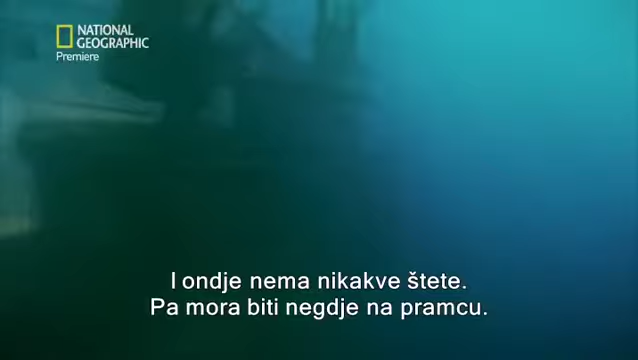 NATIONAL
GEOGRAPHIC
Premiere
I ondje nema nikakve štete.
Pa mora biti negdje na pramcu.